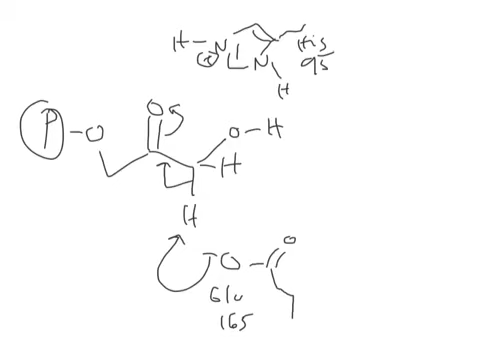 H N ⊕ N H
His
95
P O O O H
H
H
O O
Glu
165